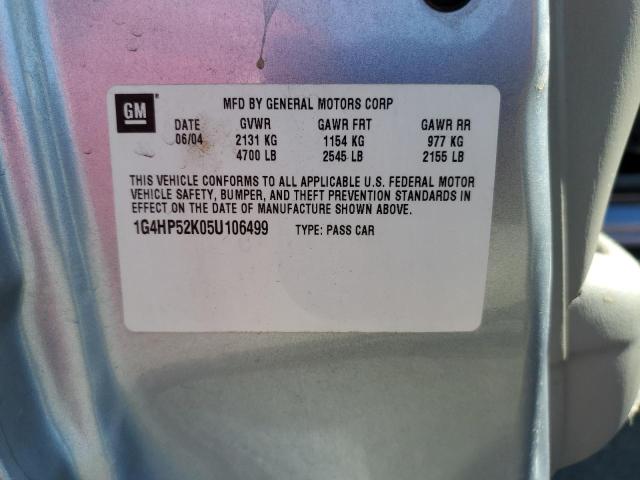 GM®
MFD BY GENERAL MOTORS CORP
DATE GVWR GAWR FRT GAWR RR
06/04 2131 KG 1154 KG 977 KG
4700 LB 2545 LB 2155 LB
THIS VEHICLE CONFORMS TO ALL APPLICABLE U.S. FEDERAL MOTOR
VEHICLE SAFETY, BUMPER, AND THEFT PREVENTION STANDARDS IN
EFFECT ON THE DATE OF MANUFACTURE SHOWN ABOVE.
1G4HP52K05U106499 TYPE: PASS CAR